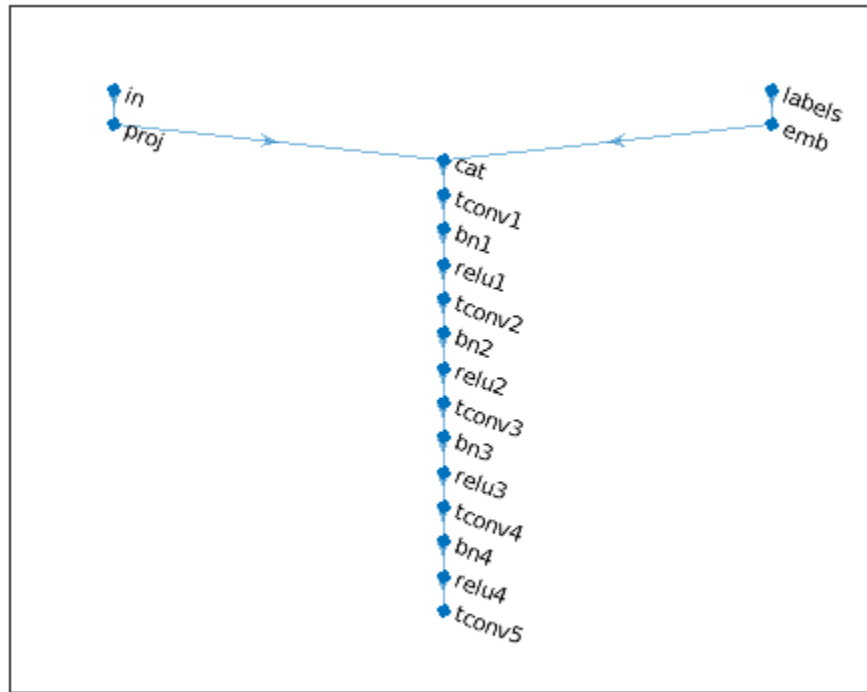 in
labels
proj
emb
cat
tconv1
bn1
relu1
tconv2
bn2
relu2
tconv3
bn3
relu3
tconv4
bn4
relu4
tconv5